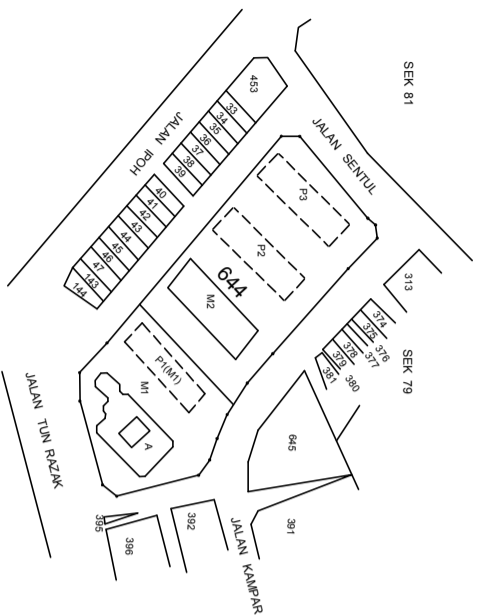 SEK 81
453
33
34
35
36
37
38
39
JALAN IPOH
40
41
42
43
44
45
46
47
143
144
JALAN SENTUL
P3
P2
644
M2
P1(M1)
M1
A
313
374
375
376
377
378
379
380
381
SEK 79
645
391
JALAN KAMPAR
392
395
396
JALAN TUN RAZAK